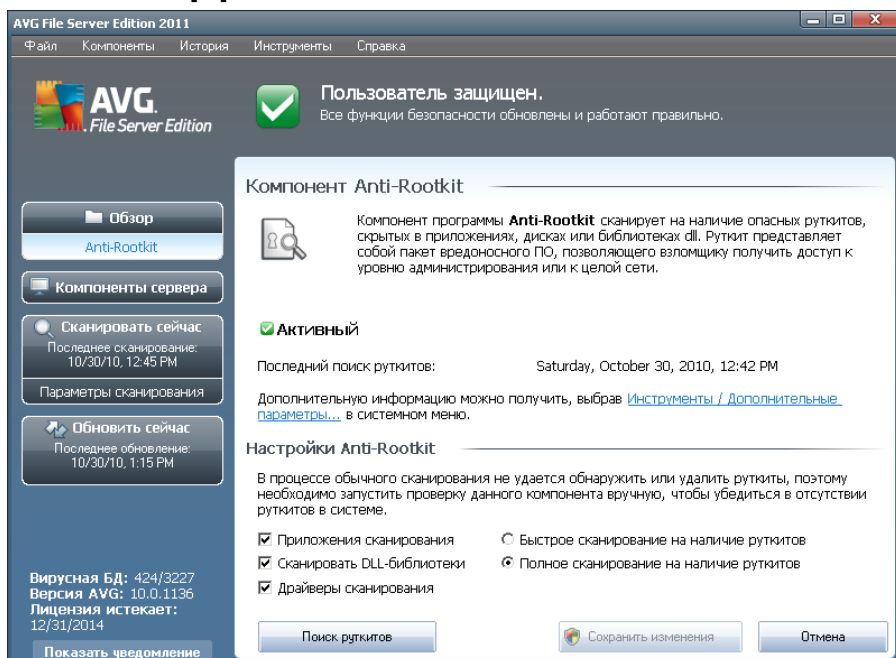 AVG File Server Edition 2011
Файл Компоненты История Инструменты Справка
AVG.
File Server Edition
Пользователь защищен.
Все функции безопасности обновлены и работают правильно.
Обзор
Anti-Rootkit
Компоненты сервера
Сканировать сейчас
Последнее сканирование:
10/30/10, 12:45 PM
Параметры сканирования
Обновить сейчас
Последнее обновление:
10/30/10, 1:15 PM
Вирусная БД: 424/3227
Версия AVG: 10.0.1136
Лицензия истекает:
12/31/2014
Показать уведомление
Компонент Anti-Rootkit
Компонент программы Anti-Rootkit сканирует на наличие опасных руткитов,
скрытых в приложениях, дисках или библиотеках dll. Руткит представляет
собой пакет вредоносного ПО, позволяющего взломщику получить доступ к
уровню администрирования или к целой сети.
Активный
Последний поиск руткитов: Saturday, October 30, 2010, 12:42 PM
Дополнительную информацию можно получить, выбрав Инструменты / Дополнительные
параметры... в системном меню.
Настройки Anti-Rootkit
В процессе обычного сканирования не удается обнаружить или удалить руткиты, поэтому
необходимо запустить проверку данного компонента вручную, чтобы убедиться в отсутствии
руткитов в системе.
Приложения сканирования Быстрое сканирование на наличие руткитов
Сканировать DLL-библиотеки Полное сканирование на наличие руткитов
Драйверы сканирования
Поиск руткитов Сохранить изменения Отмена